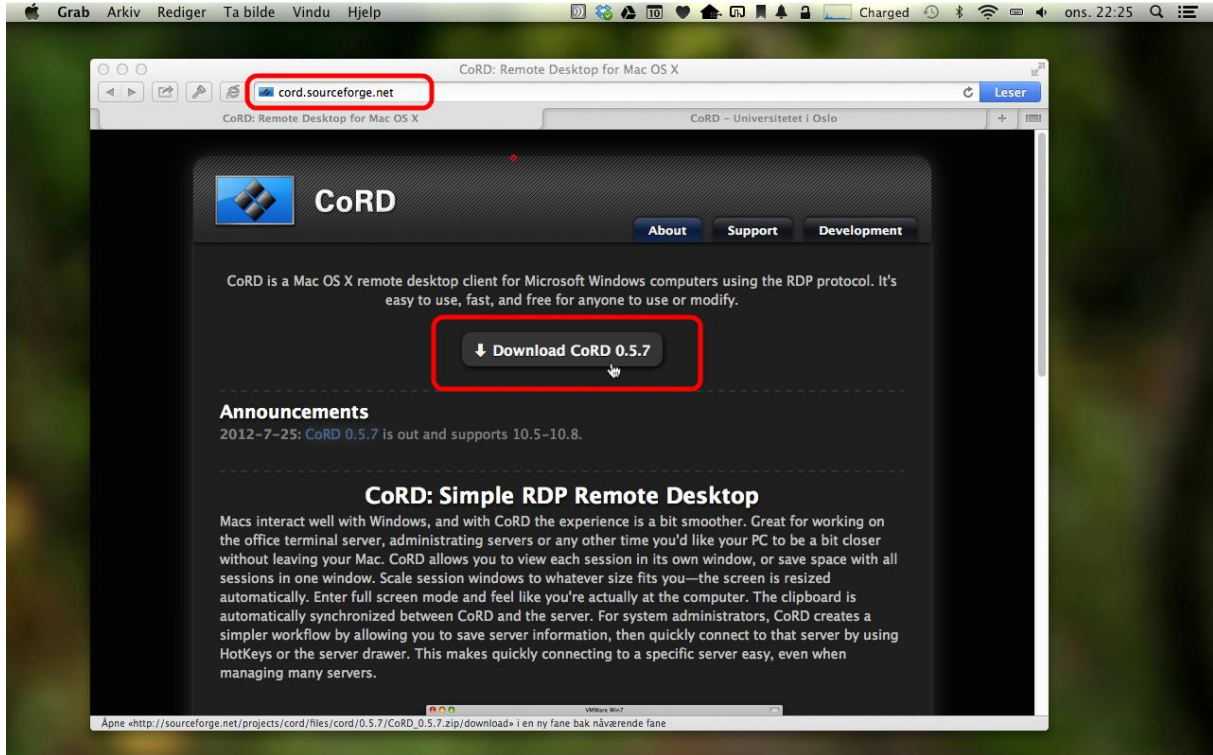 Grab Arkiv Rediger Ta bilde Vindu Hjelp 10 Charged ons. 22:25
CoRD: Remote Desktop for Mac OS X
cord.sourceforge.net Leser
CoRD: Remote Desktop for Mac OS X CoRD – Universitetet i Oslo
CoRD
About Support Development
CoRD is a Mac OS X remote desktop client for Microsoft Windows computers using the RDP protocol. It's
easy to use, fast, and free for anyone to use or modify.
Download CoRD 0.5.7
Announcements
2012-7-25: CoRD 0.5.7 is out and supports 10.5-10.8.
CoRD: Simple RDP Remote Desktop
Macs interact well with Windows, and with CoRD the experience is a bit smoother. Great for working on
the office terminal server, administrating servers or any other time you'd like your PC to be a bit closer
without leaving your Mac. CoRD allows you to view each session in its own window, or save space with all
sessions in one window. Scale session windows to whatever size fits you—the screen is resized
automatically. Enter full screen mode and feel like you're actually at the computer. The clipboard is
automatically synchronized between CoRD and the server. For system administrators, CoRD creates a
simpler workflow by allowing you to save server information, then quickly connect to that server by using
HotKeys or the server drawer. This makes quickly connecting to a specific server easy, even when
managing many servers.
VMWare Win7
Åpne «http://sourceforge.net/projects/cord/files/cord/0.5.7/CoRD_0.5.7.zip/download» i en ny fane bak nåværende fane